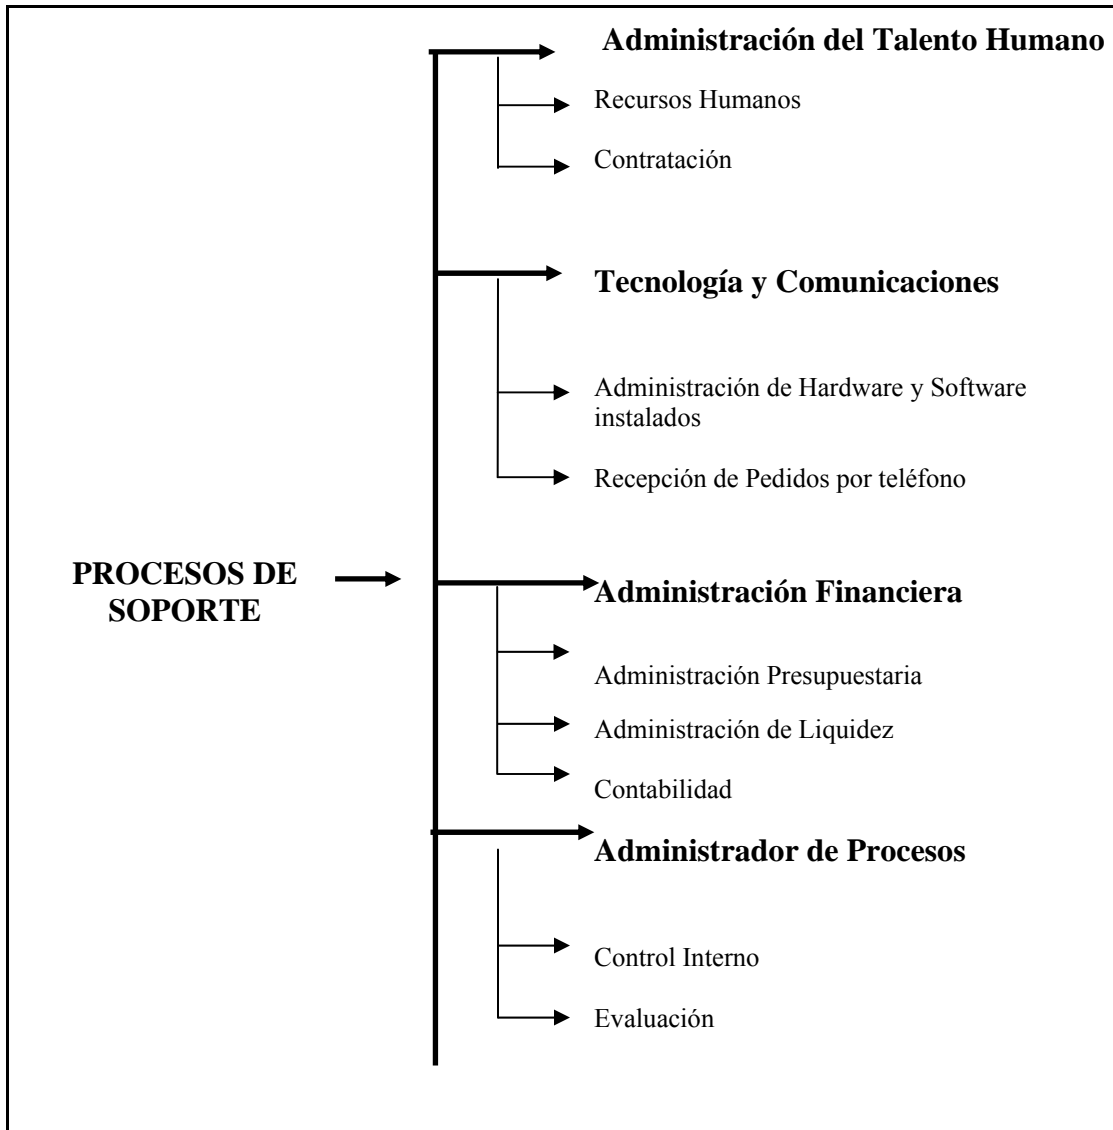 Administración del Talento Humano
Recursos Humanos
Contratación
Tecnología y Comunicaciones
Administración de Hardware y Software
instalados
Recepción de Pedidos por teléfono
PROCESOS DE
SOPORTE
Administración Financiera
Administración Presupuestaria
Administración de Liquidez
Contabilidad
Administrador de Procesos
Control Interno
Evaluación